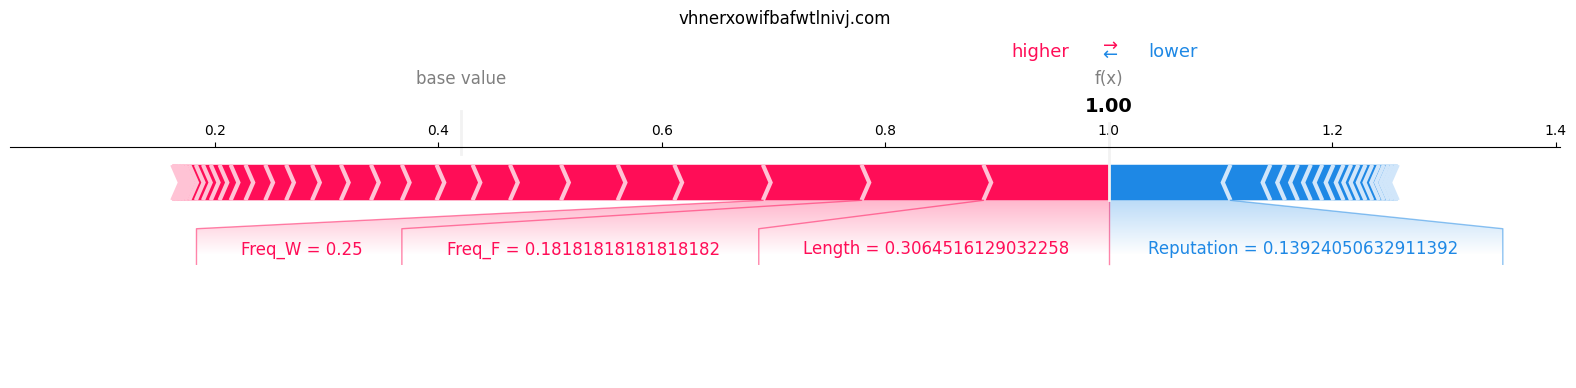 vhnerxowifbafwtlnivj.com
higher → ← lower
base value f(x)
1.00
0.2 0.4 0.6 0.8 1.0 1.2 1.4
Freq_W = 0.25 Freq_F = 0.18181818181818182 Length = 0.3064516129032258 Reputation = 0.13924050632911392